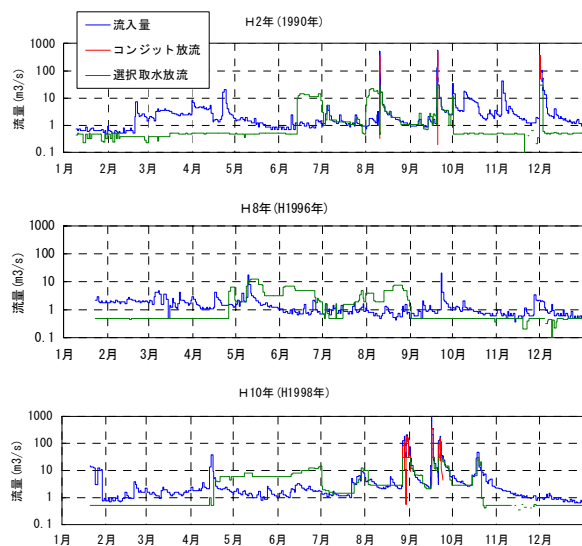 H2年(1990年)
流入量
コンジット放流
選択取水放流
流量(m3/s)
1000
100
10
1
0.1
1月 2月 3月 4月 5月 6月 7月 8月 9月 10月 11月 12月
H8年(H1996年)
流量(m3/s)
1000
100
10
1
0.1
1月 2月 3月 4月 5月 6月 7月 8月 9月 10月 11月 12月
H10年(H1998年)
流量(m3/s)
1000
100
10
1
0.1
1月 2月 3月 4月 5月 6月 7月 8月 9月 10月 11月 12月